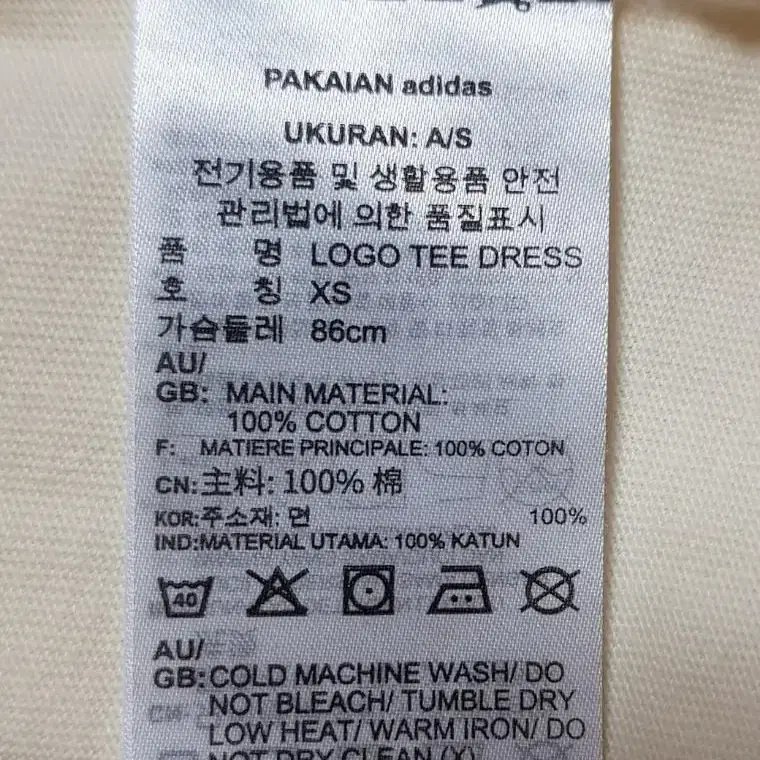 PAKAIAN adidas
UKURAN: A/S
전기용품 및 생활용품 안전
관리법에 의한 품질표시
품 명 LOGO TEE DRESS
호 칭 XS
가슴둘레 86cm
AU/
GB: MAIN MATERIAL:
100% COTTON
F: MATIERE PRINCIPALE: 100% COTON
CN:主料: 100% 棉
KOR:주소재: 면 100%
IND:MATERIAL UTAMA: 100% KATUN
40
AU/
GB:COLD MACHINE WASH/ DO
NOT BLEACH/ TUMBLE DRY
LOW HEAT/ WARM IRON/ DO
NOT DRY CLEAN (X)